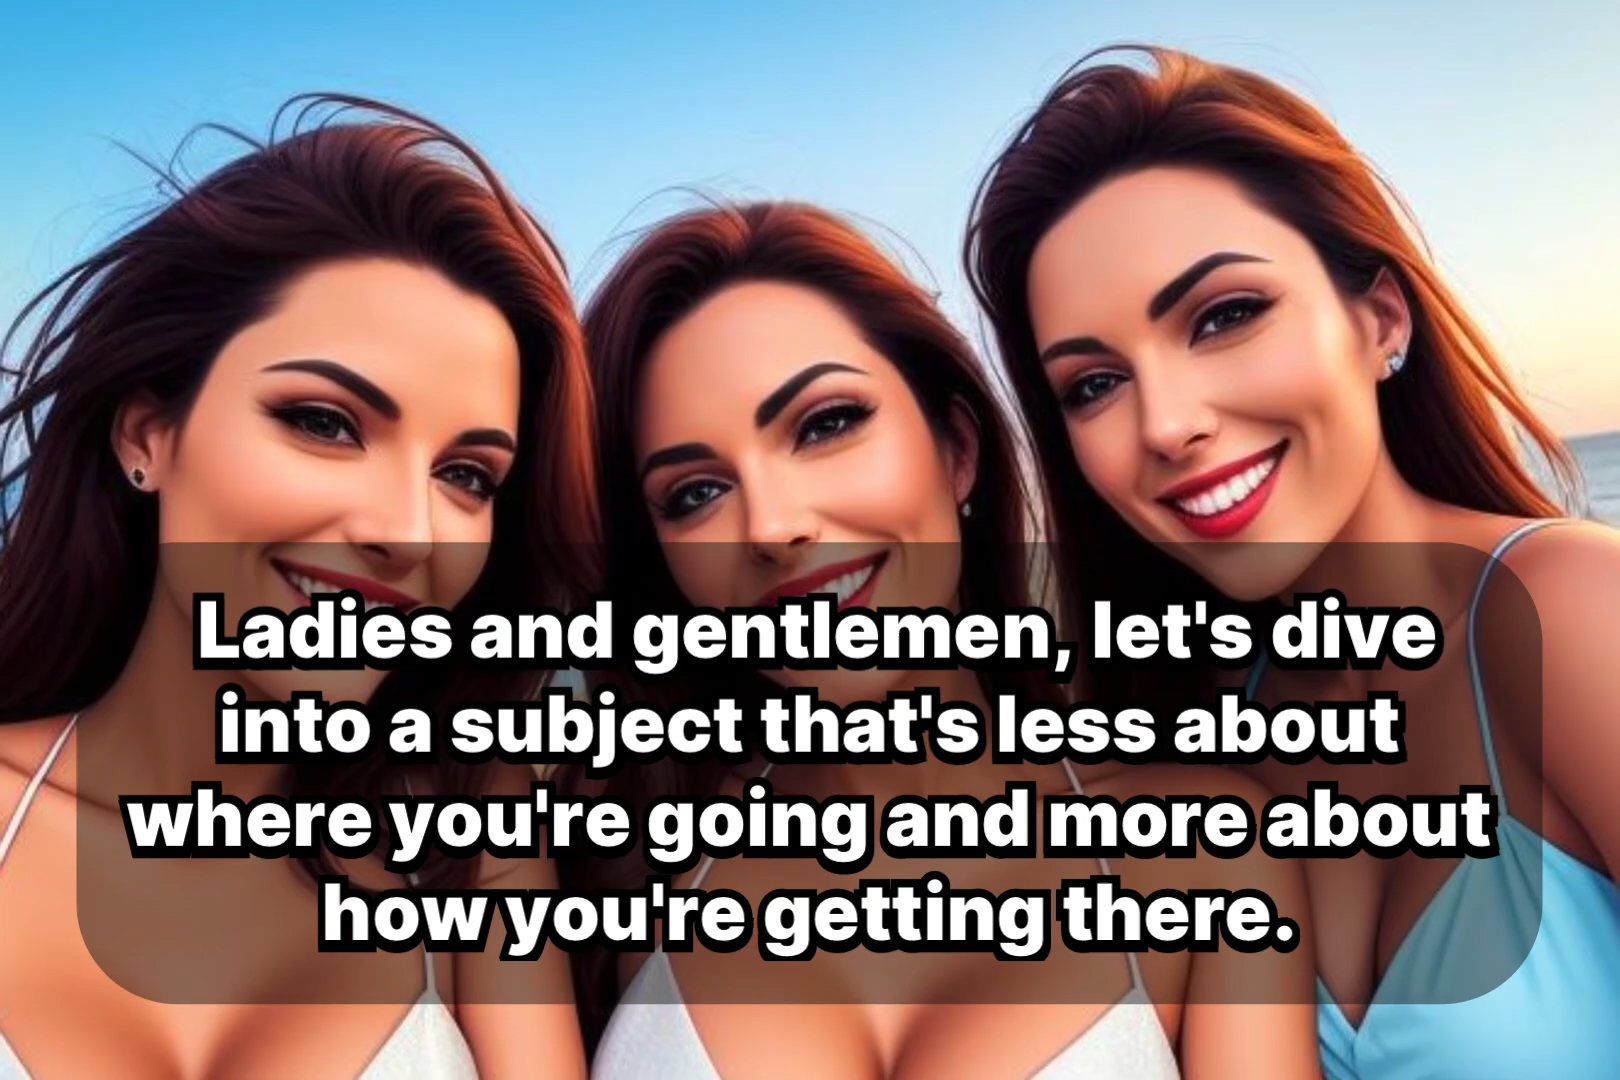 Ladies and gentlemen, let's dive
into a subject that's less about
where you're going and more about
how you're getting there.